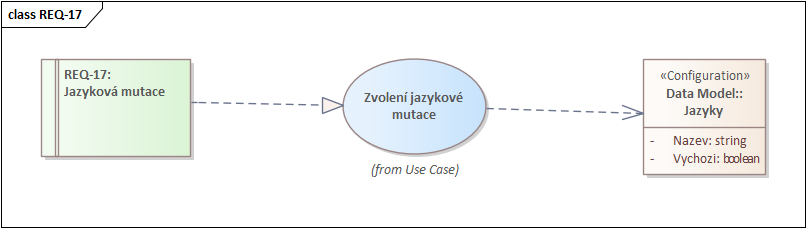 class REQ-17
REQ-17:
Jazyková mutace
Zvolení jazykové
mutace
(from Use Case)
«Configuration»
Data Model::
Jazyky
- Nazev: string
- Vychozi: boolean